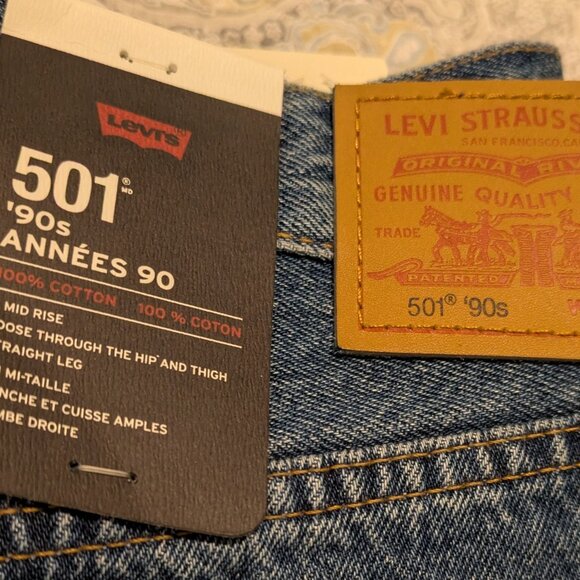 Levi's
501®
MD
'90s
ANNÉES 90
100% COTTON 100 % COTON
MID RISE
LOOSE THROUGH THE HIP AND THIGH
STRAIGHT LEG
MI-TAILLE
HANCHE ET CUISSE AMPLES
JAMBE DROITE
LEVI STRAUSS
SAN FRANCISCO, CA
ORIGINAL RIV
GENUINE QUALITY
TRADE
PATENTED
501® '90s
W